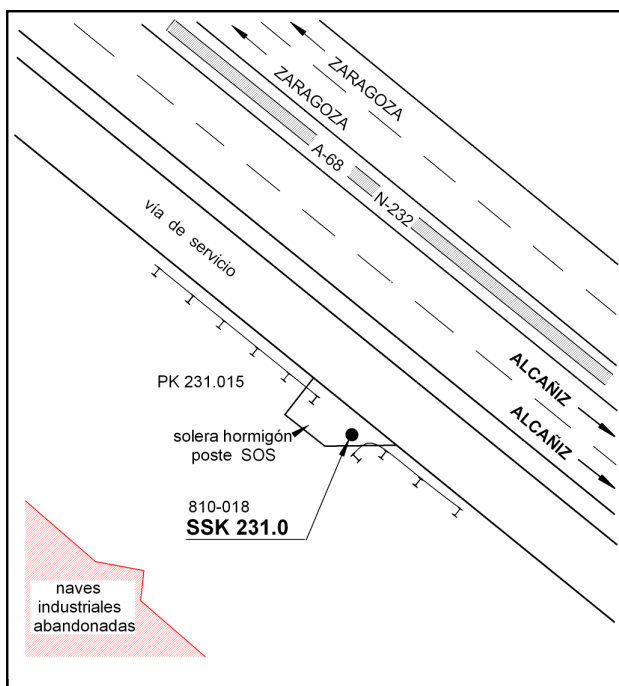 ZARAGOZA
ZARAGOZA
A-68
N-232
vía de servicio
ALCAÑIZ
ALCAÑIZ
PK 231.015
solera hormigón
poste SOS
810-018
SSK 231.0
naves
industriales
abandonadas